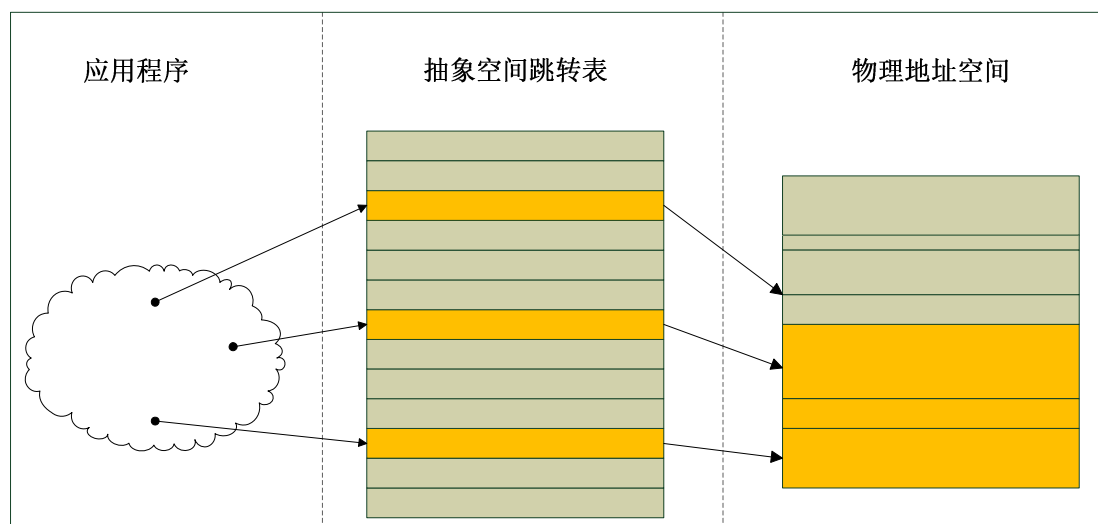 应用程序
抽象空间跳转表
物理地址空间